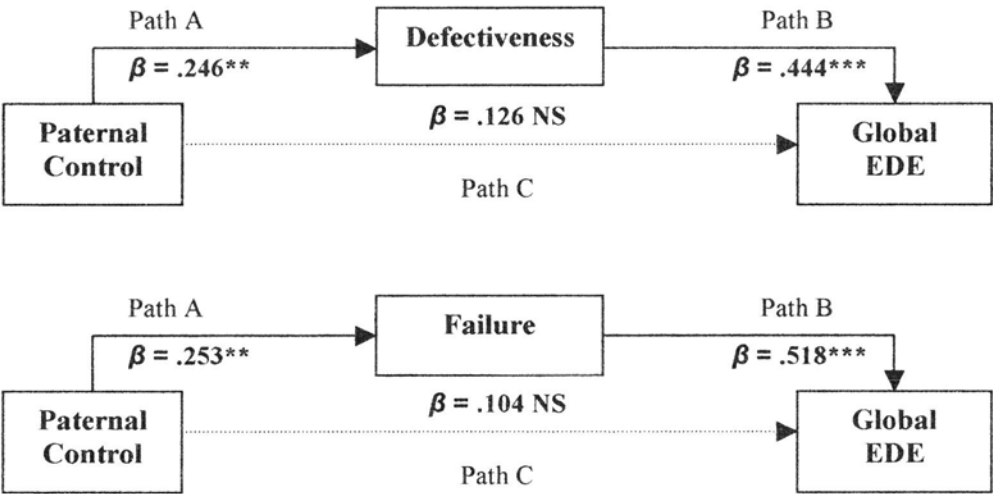 Path A
Defectiveness
Path B
β = .246**
β = .444***
Paternal
Control
β = .126 NS
Global
EDE
Path C
Path A
Failure
Path B
β = .253**
β = .518***
Paternal
Control
β = .104 NS
Global
EDE
Path C